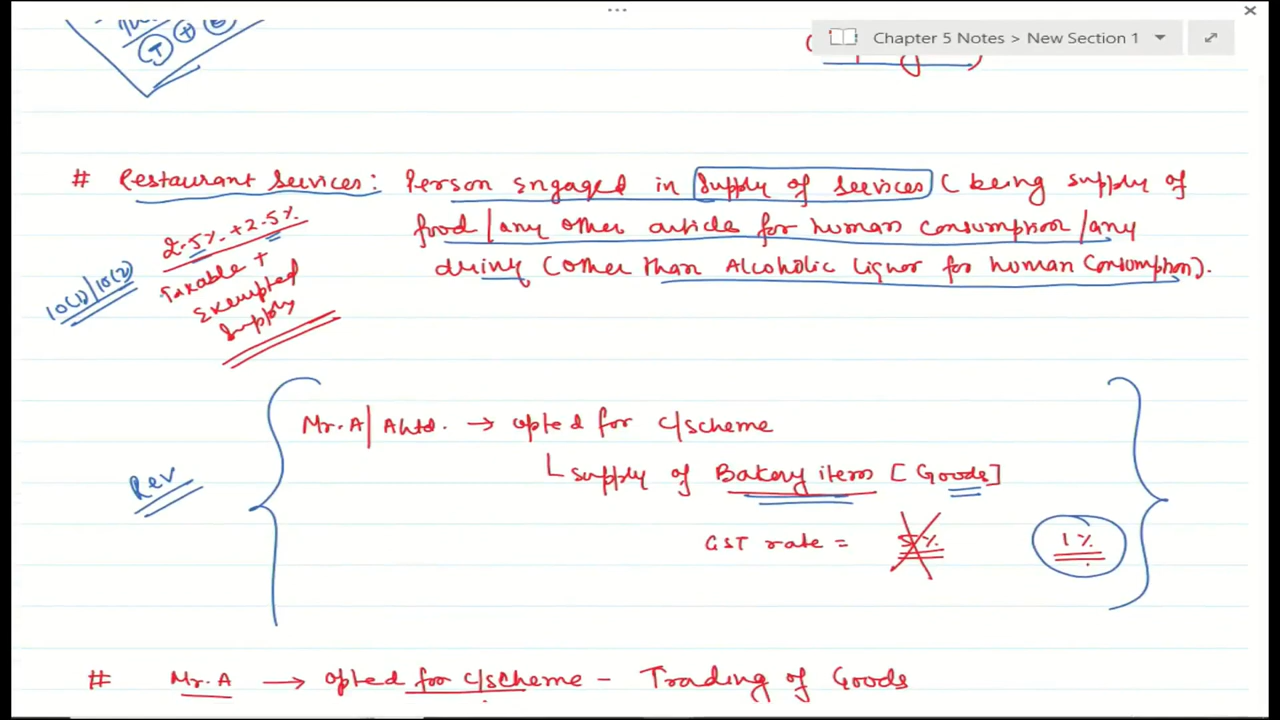 Chapter 5 Notes > New Section 1
T + E
# Restaurant Services: Person engaged in Supply of Services (being supply of
food / any other article for human consumption / any
drink (other than Alcoholic liquor for human consumption).
2.5% + 2.5%
Taxable +
Exempted
Supply
10(1)/10(2)
Mr.A | A Ltd. → opted for c/scheme
supply of Bakery items [Goods]
GST rate = 5% 1%
Rev
# Mr.A → opted for c/scheme - Trading of Goods